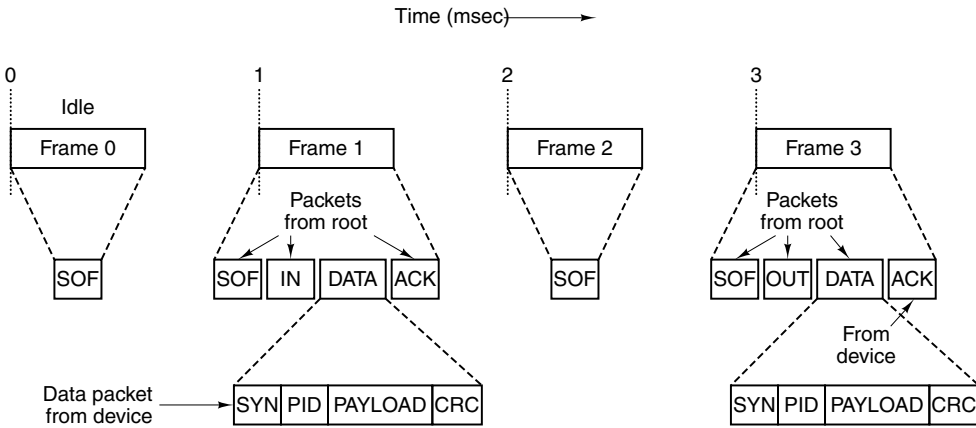 Time (msec)
0 1 2 3
Idle
Frame 0 Frame 1 Frame 2 Frame 3
Packets
from root
Packets
from root
SOF SOF IN DATA ACK SOF SOF OUT DATA ACK
From
device
Data packet
from device
SYN PID PAYLOAD CRC SYN PID PAYLOAD CRC